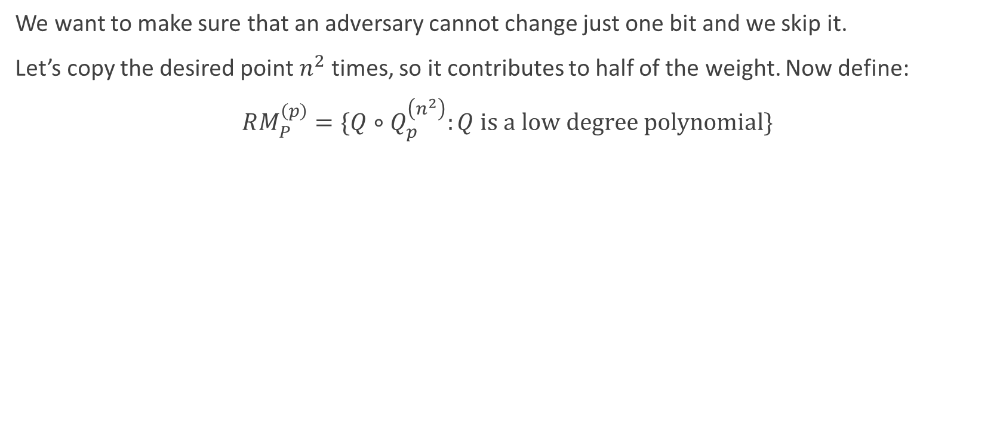 We want to make sure that an adversary cannot change just one bit and we skip it.
Let’s copy the desired point $n^2$ times, so it contributes to half of the weight. Now define:
$RM_P^{(p)} = \{Q \circ Q_p^{(n^2)} : Q \text{ is a low degree polynomial}\}$